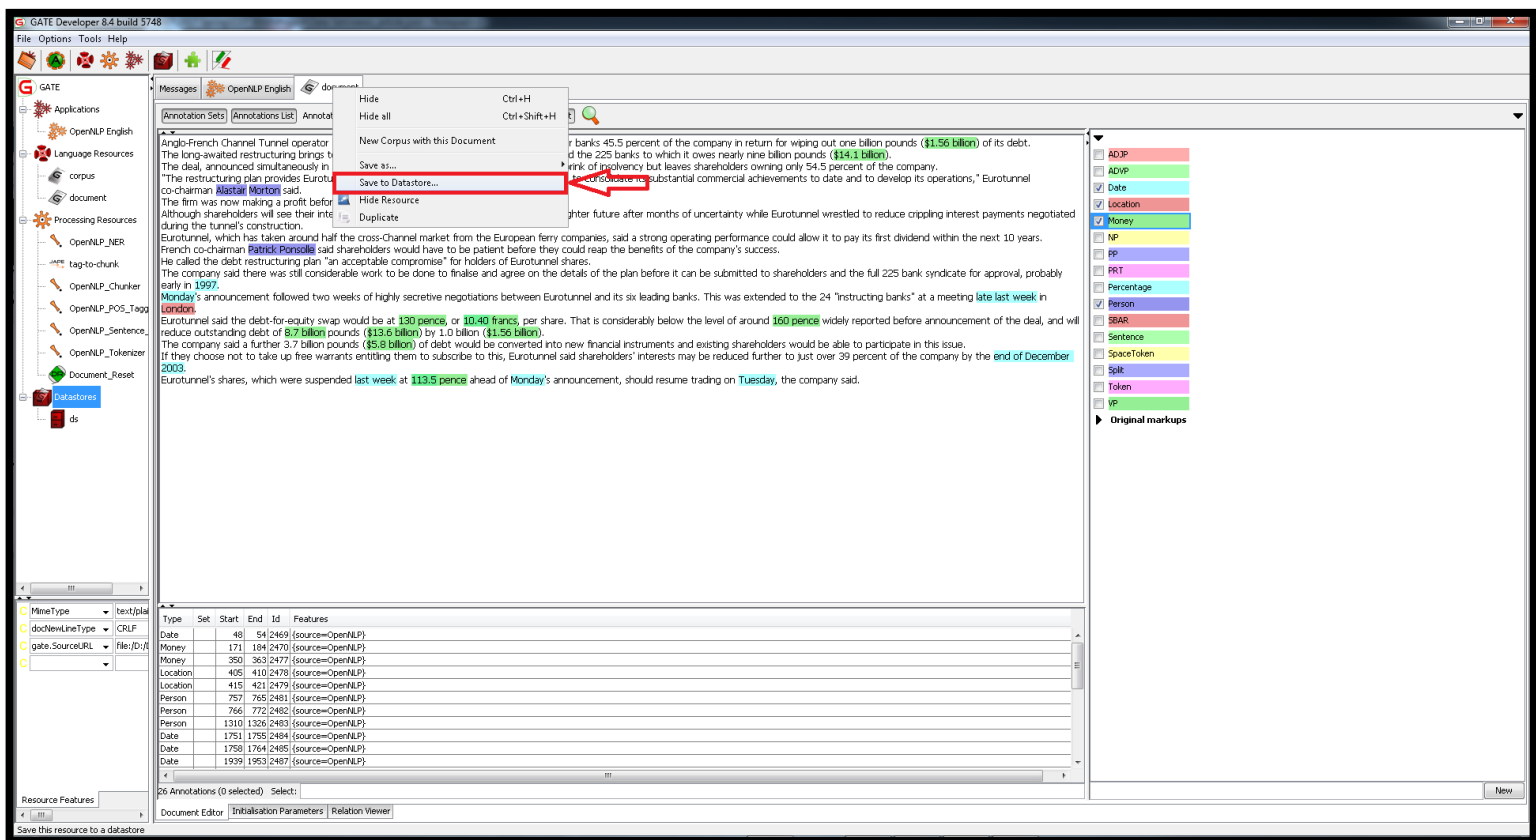 GATE Developer 8.4 build 5748
File Options Tools Help
GATE
Applications
OpenNLP English
Language Resources
corpus
document
Processing Resources
OpenNLP_NER
tag-to-chunk
OpenNLP_Chunker
OpenNLP_POS_Tagg
OpenNLP_Sentence_
OpenNLP_Tokenizer
Document_Reset
Datastores
ds
MimeType text/plai
docNewLineType CRLF
gate.SourceURL file:/D:/
Resource Features
Messages OpenNLP English document
Annotation Sets Annotations List Annotat
Hide Ctrl+H
Hide all Ctrl+Shift+H
New Corpus with this Document
Save as...
Save to Datastore...
Hide Resource
Duplicate
Anglo-French Channel Tunnel operator r banks 45.5 percent of the company in return for wiping out one billion pounds ($1.56 billion) of its debt.
The long-awaited restructuring brings t d the 225 banks to which it owes nearly nine billion pounds ($14.1 billion).
The deal, announced simultaneously in rink of insolvency but leaves shareholders owning only 54.5 percent of the company.
"The restructuring plan provides Eurotu to consolidate its substantial commercial achievements to date and to develop its operations," Eurotunnel
co-chairman Alastair Morton said.
The firm was now making a profit befor
Although shareholders will see their inte ghter future after months of uncertainty while Eurotunnel wrestled to reduce crippling interest payments negotiated
during the tunnel's construction.
Eurotunnel, which has taken around half the cross-Channel market from the European ferry companies, said a strong operating performance could allow it to pay its first dividend within the next 10 years.
French co-chairman Patrick Ponsolle said shareholders would have to be patient before they could reap the benefits of the company's success.
He called the debt restructuring plan "an acceptable compromise" for holders of Eurotunnel shares.
The company said there was still considerable work to be done to finalise and agree on the details of the plan before it can be submitted to shareholders and the full 225 bank syndicate for approval, probably
early in 1997.
Monday's announcement followed two weeks of highly secretive negotiations between Eurotunnel and its six leading banks. This was extended to the 24 "instructing banks" at a meeting late last week in
London.
Eurotunnel said the debt-for-equity swap would be at 130 pence, or 10.40 francs, per share. That is considerably below the level of around 160 pence widely reported before announcement of the deal, and will
reduce outstanding debt of 8.7 billion pounds ($13.6 billion) by 1.0 billion ($1.56 billion).
The company said a further 3.7 billion pounds ($5.8 billion) of debt would be converted into new financial instruments and existing shareholders would be able to participate in this issue.
If they choose not to take up free warrants entitling them to subscribe to this, Eurotunnel said shareholders' interests may be reduced further to just over 39 percent of the company by the end of December
2003.
Eurotunnel's shares, which were suspended last week at 113.5 pence ahead of Monday's announcement, should resume trading on Tuesday, the company said.
ADJP
ADVP
Date
Location
Money
NP
PP
PRT
Percentage
Person
SBAR
Sentence
SpaceToken
Split
Token
VP
Original markups
Type Set Start End Id Features
Date 48 54 2469 {source=OpenNLP}
Money 171 184 2470 {source=OpenNLP}
Money 350 363 2477 {source=OpenNLP}
Location 405 410 2478 {source=OpenNLP}
Location 415 421 2479 {source=OpenNLP}
Person 757 765 2481 {source=OpenNLP}
Person 766 772 2482 {source=OpenNLP}
Person 1310 1326 2483 {source=OpenNLP}
Date 1751 1755 2484 {source=OpenNLP}
Date 1758 1764 2485 {source=OpenNLP}
Date 1939 1953 2487 {source=OpenNLP}
26 Annotations (0 selected) Select: New
Document Editor Initialisation Parameters Relation Viewer
Save this resource to a datastore